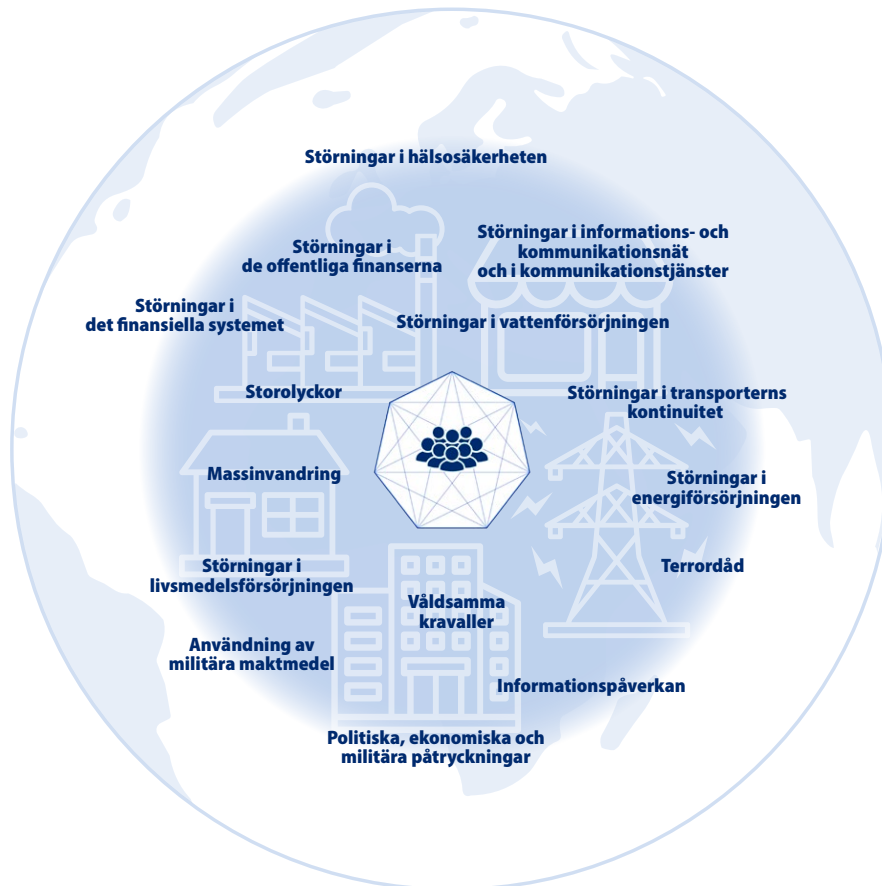 Störningar i hälsosäkerheten
Störningar i informations- och
kommunikationsnät
och i kommunikationstjänster
Störningar i
de offentliga finanserna
Störningar i
det finansiella systemet
Störningar i vattenförsörjningen
Storolyckor
Störningar i transporterns
kontinuitet
Massinvandring
Störningar i
energiförsörjningen
Störningar i
livsmedelsförsörjningen
Terrordåd
Våldsamma
kravaller
Användning av
militära maktmedel
Informationspåverkan
Politiska, ekonomiska och
militära påtryckningar